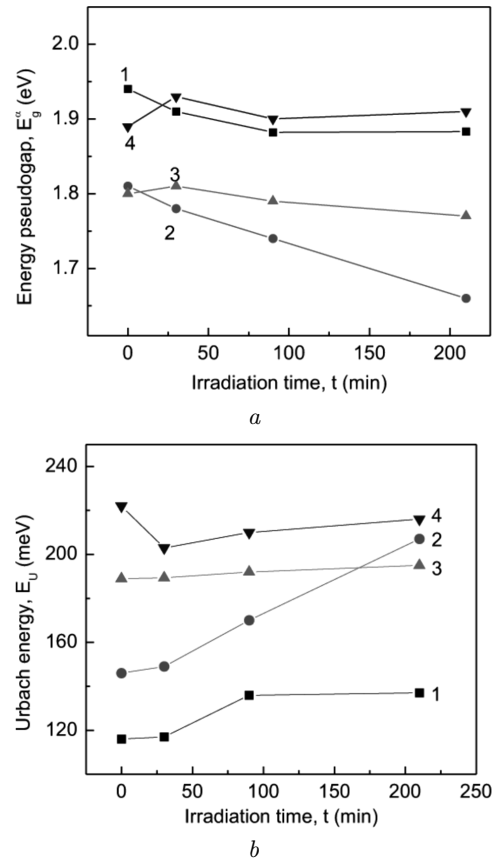 2.0
1.9
1.8
1.7
Energy pseudogap, E_g^α (eV)
1
4
3
2
0 50 100 150 200
Irradiation time, t (min)
a
240
200
160
120
Urbach energy, E_U (meV)
4
2
3
1
0 50 100 150 200 250
Irradiation time, t (min)
b